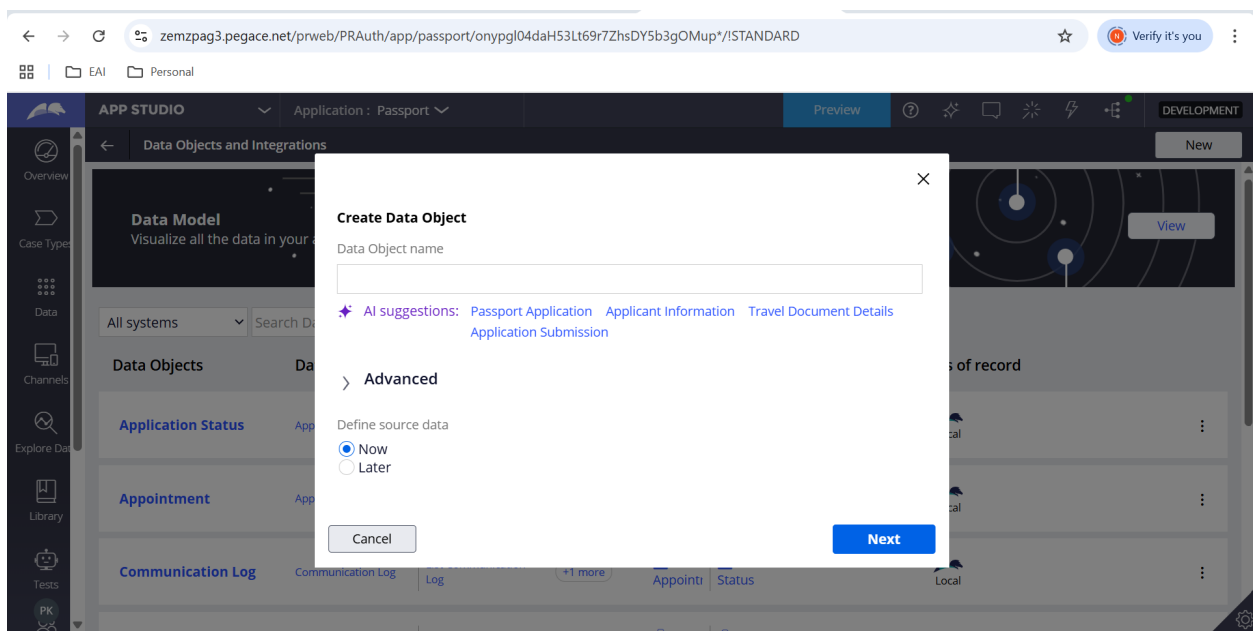 zemzpag3.pegace.net/prweb/PRAuth/app/passport/onypgl04daH53Lt69r7ZhsDY5b3gOMup*/!STANDARD
N
Verify it's you
EAI
Personal
APP STUDIO
Application : Passport
Preview
DEVELOPMENT
Data Objects and Integrations
New
Overview
Case Types
Data
Channels
Explore Dat
Library
Tests
PK
Data Model
Visualize all the data in your a
View
All systems
Search Da
Data Objects
Da
s of record
Application Status
App
cal
Appointment
App
cal
Communication Log
Communication Log
Log
+1 more
Appoint
Status
Local
Create Data Object
Data Object name
AI suggestions: Passport Application Applicant Information Travel Document Details
Application Submission
Advanced
Define source data
Now
Later
Cancel
Next